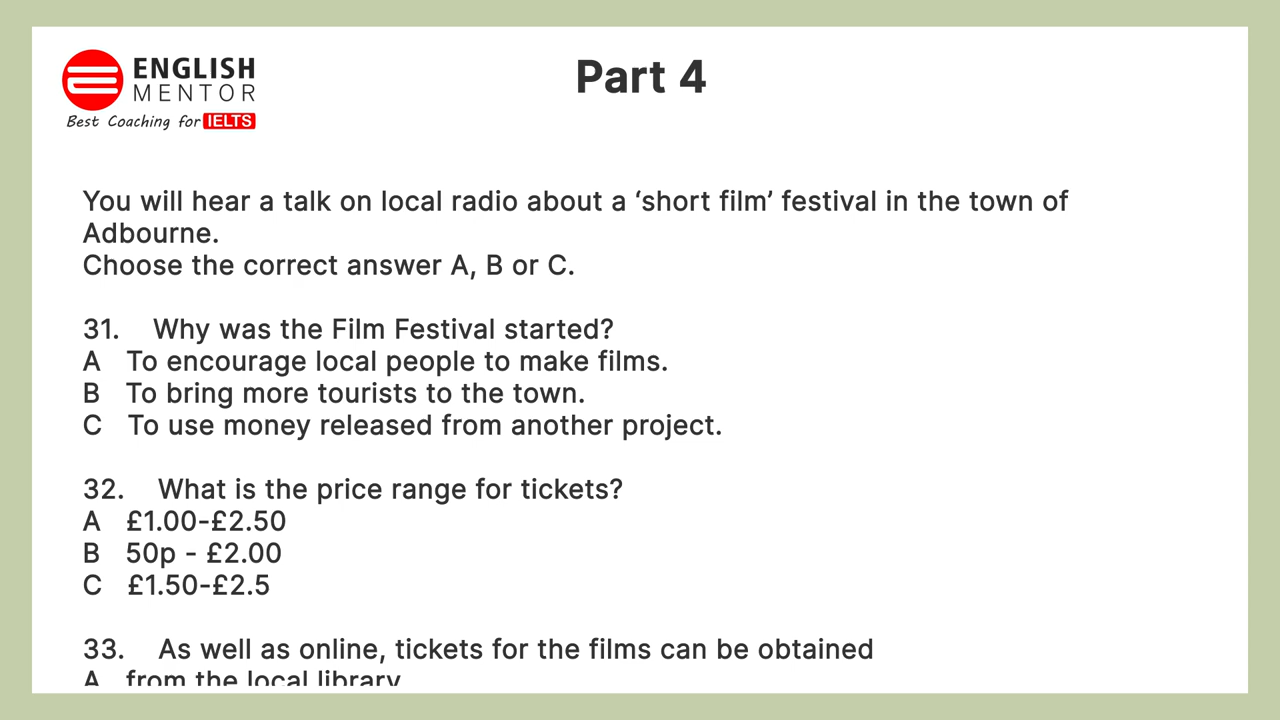 ENGLISH
MENTOR
Best Coaching for IELTS
Part 4
You will hear a talk on local radio about a ‘short film’ festival in the town of
Adbourne.
Choose the correct answer A, B or C.
31. Why was the Film Festival started?
A To encourage local people to make films.
B To bring more tourists to the town.
C To use money released from another project.
32. What is the price range for tickets?
A £1.00-£2.50
B 50p - £2.00
C £1.50-£2.5
33. As well as online, tickets for the films can be obtained
A from the local library